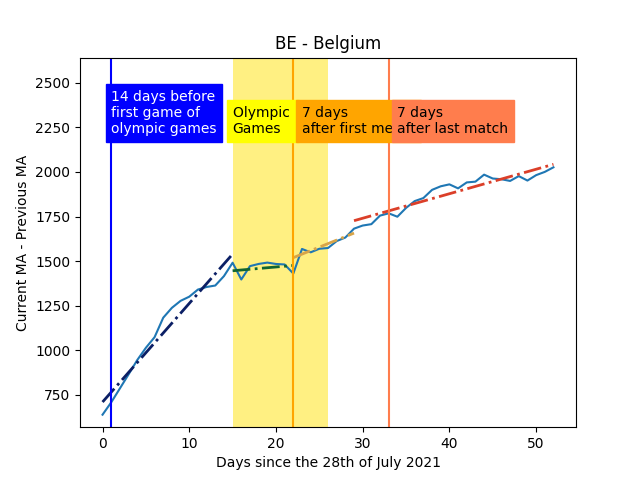 BE - Belgium
Current MA - Previous MA
2500
2250
2000
1750
1500
1250
1000
750
14 days before
first game of
olympic games
Olympic
Games
7 days
after first me
7 days
after last match
0
10
20
30
40
50
Days since the 28th of July 2021